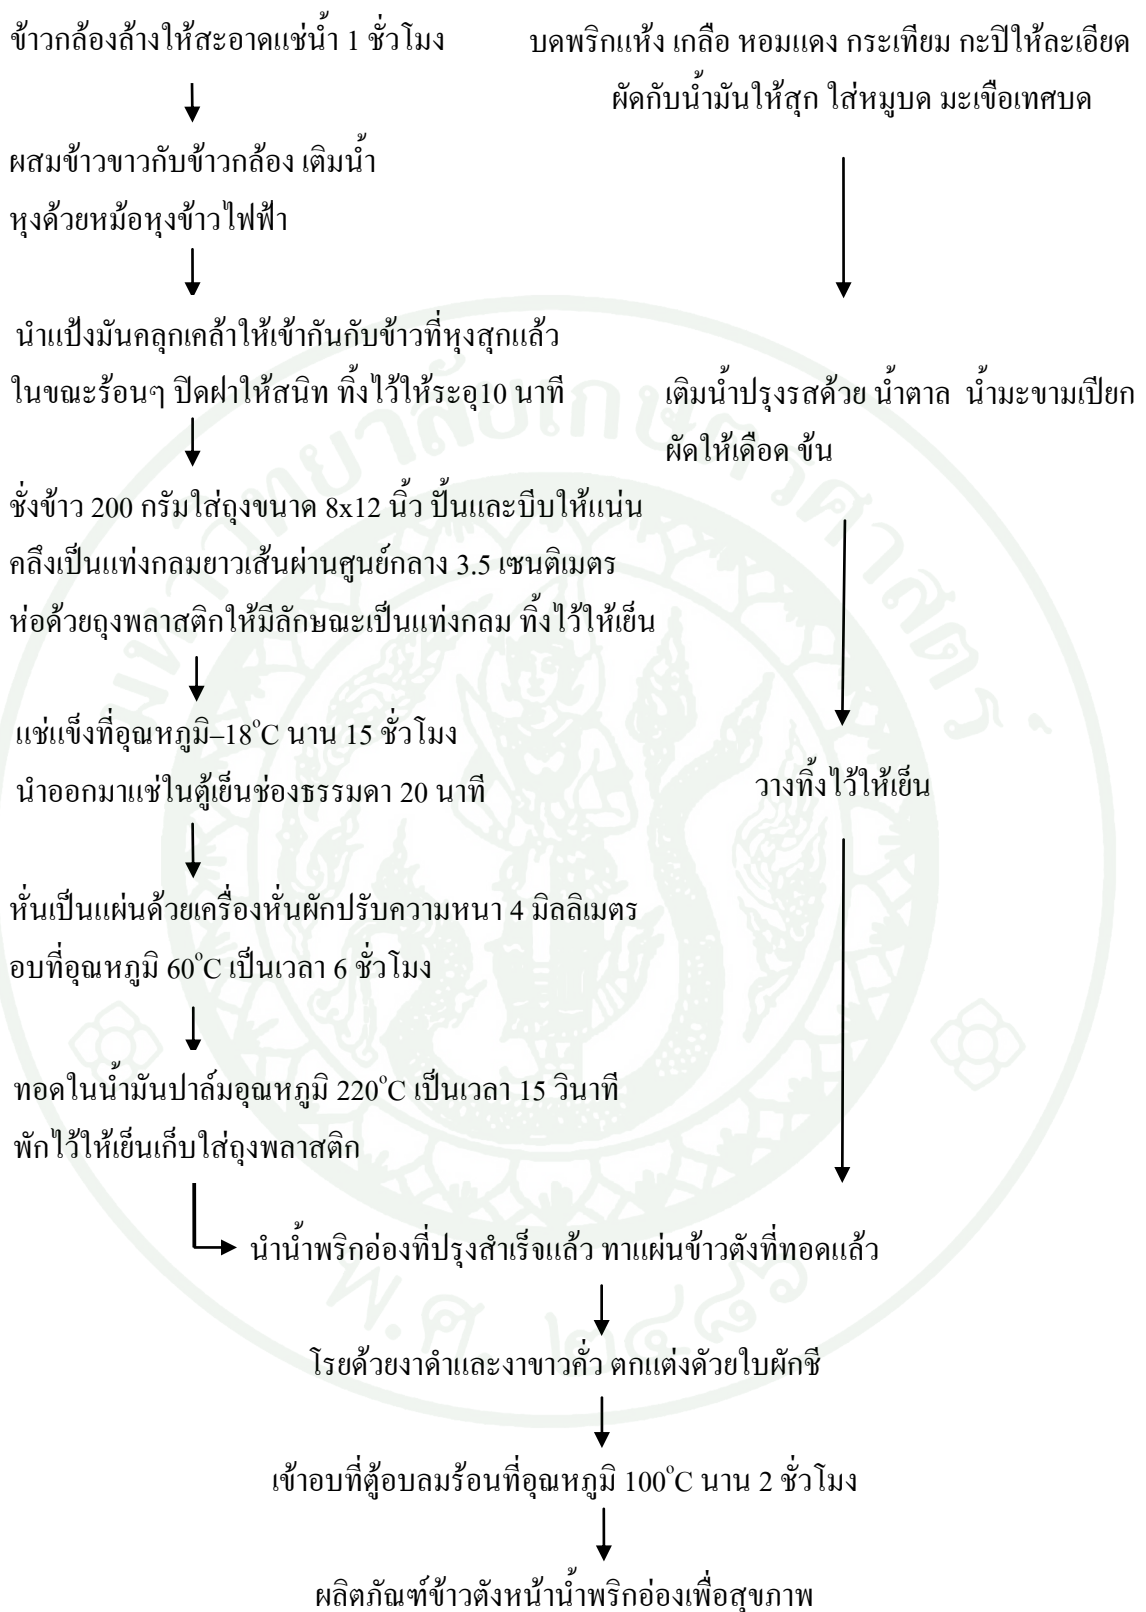 ข้าวกล้องล้างให้สะอาดแช่น้ำ 1 ชั่วโมง
ผสมข้าวขาวกับข้าวกล้อง เติมน้ำ
หุงด้วยหม้อหุงข้าวไฟฟ้า
นำแป้งมันคลุกเคล้าให้เข้ากันกับข้าวที่หุงสุกแล้ว
ในขณะร้อนๆ ปิดฝาให้สนิท ทิ้งไว้ให้ระอุ10 นาที
ชั่งข้าว 200 กรัมใส่ถุงขนาด 8x12 นิ้ว ปั้นและบีบให้แน่น
คลึงเป็นแท่งกลมยาวเส้นผ่านศูนย์กลาง 3.5 เซนติเมตร
ห่อด้วยถุงพลาสติกให้มีลักษณะเป็นแท่งกลม ทิ้งไว้ให้เย็น
แช่แข็งที่อุณหภูมิ–18°C นาน 15 ชั่วโมง
นำออกมาแช่ในตู้เย็นช่องธรรมดา 20 นาที
หั่นเป็นแผ่นด้วยเครื่องหั่นผักปรับความหนา 4 มิลลิเมตร
อบที่อุณหภูมิ 60°C เป็นเวลา 6 ชั่วโมง
ทอดในน้ำมันปาล์มอุณหภูมิ 220°C เป็นเวลา 15 วินาที
พักไว้ให้เย็นเก็บใส่ถุงพลาสติก
บดพริกแห้ง เกลือ หอมแดง กระเทียม กะปิให้ละเอียด
ผัดกับน้ำมันให้สุก ใส่หมูบด มะเขือเทศบด
เติมน้ำปรุงรสด้วย น้ำตาล น้ำมะขามเปียก
ผัดให้เดือด ข้น
วางทิ้งไว้ให้เย็น
นำน้ำพริกอ่องที่ปรุงสำเร็จแล้ว ทาแผ่นข้าวตังที่ทอดแล้ว
โรยด้วยงาดำและงาขาวคั่ว ตกแต่งด้วยใบผักชี
เข้าอบที่ตู้อบลมร้อนที่อุณหภูมิ 100°C นาน 2 ชั่วโมง
ผลิตภัณฑ์ข้าวตังหน้าน้ำพริกอ่องเพื่อสุขภาพ
มหาวิทยาลัยเกษตรศาสตร์
พ.ศ. ๒๔๘๖